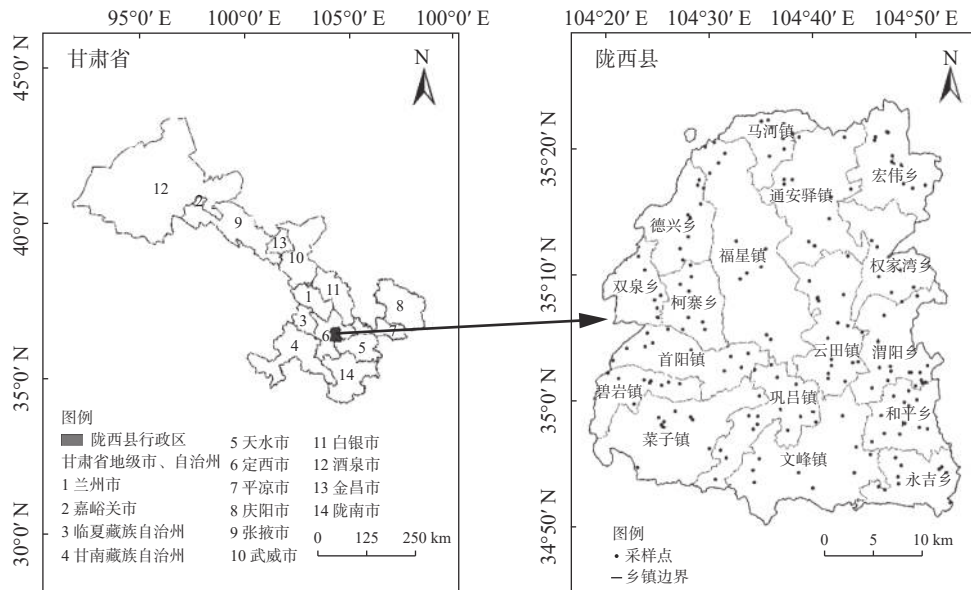 95°0′ E 100°0′ E 105°0′ E 100°0′ E
45°0′ N
40°0′ N
35°0′ N
30°0′ N
甘肃省
N
12
2
9
13
10
1
11
8
3
6
7
4
5
14
图例
陇西县行政区
甘肃省地级市、自治州
1 兰州市
2 嘉峪关市
3 临夏藏族自治州
4 甘南藏族自治州
5 天水市
6 定西市
7 平凉市
8 庆阳市
9 张掖市
10 武威市
11 白银市
12 酒泉市
13 金昌市
14 陇南市
0 125 250 km
104°20′ E 104°30′ E 104°40′ E 104°50′ E
35°20′ N
35°10′ N
35°0′ N
34°50′ N
陇西县
N
马河镇
宏伟乡
通安驿镇
德兴乡
福星镇
权家湾乡
双泉乡
柯寨乡
云田镇
渭阳乡
首阳镇
碧岩镇
巩吕镇
和平乡
菜子镇
文峰镇
永吉乡
图例
采样点
乡镇边界
0 5 10 km